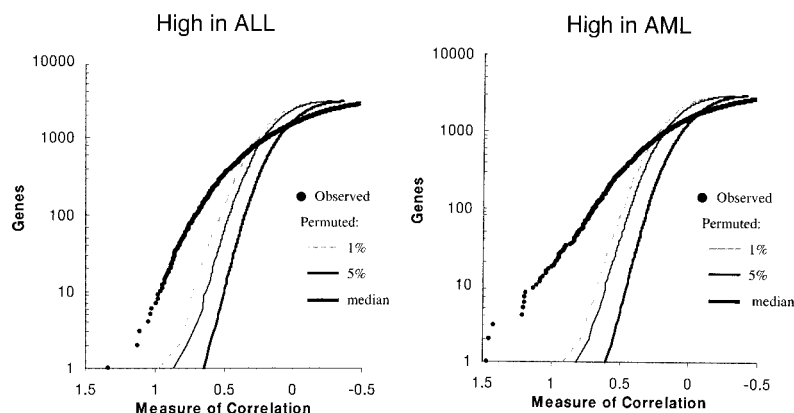 High in ALL
10000
1000
100
10
1
Genes
Observed
Permuted:
1%
5%
median
1.5 1 0.5 0 -0.5
Measure of Correlation
High in AML
10000
1000
100
10
1
Genes
Observed
Permuted:
1%
5%
median
1.5 1 0.5 0 -0.5
Measure of Correlation